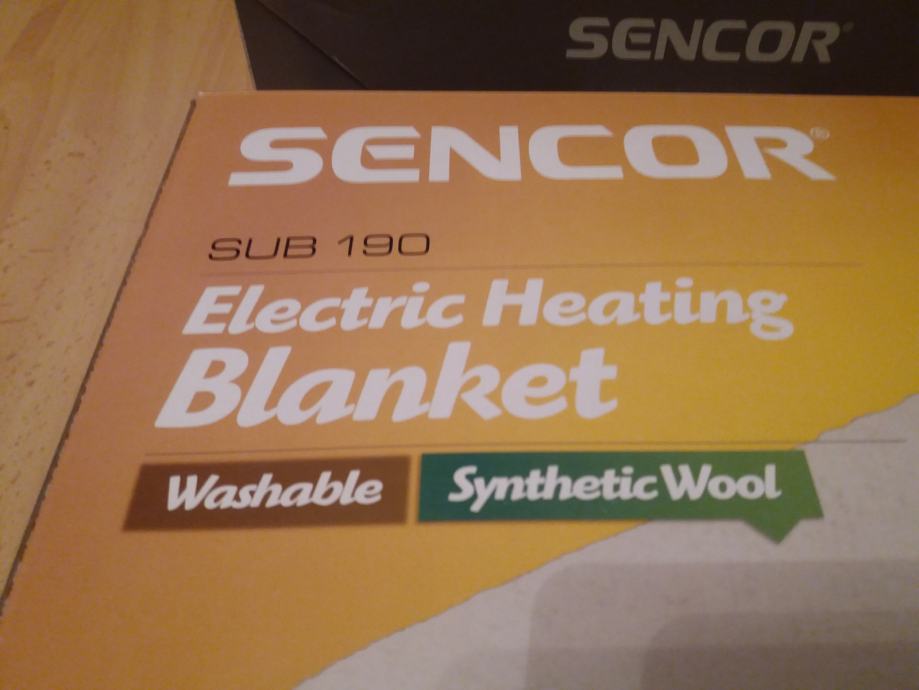 SENCOR®
SENCOR®
SUB 190
Electric Heating
Blanket
Washable Synthetic Wool